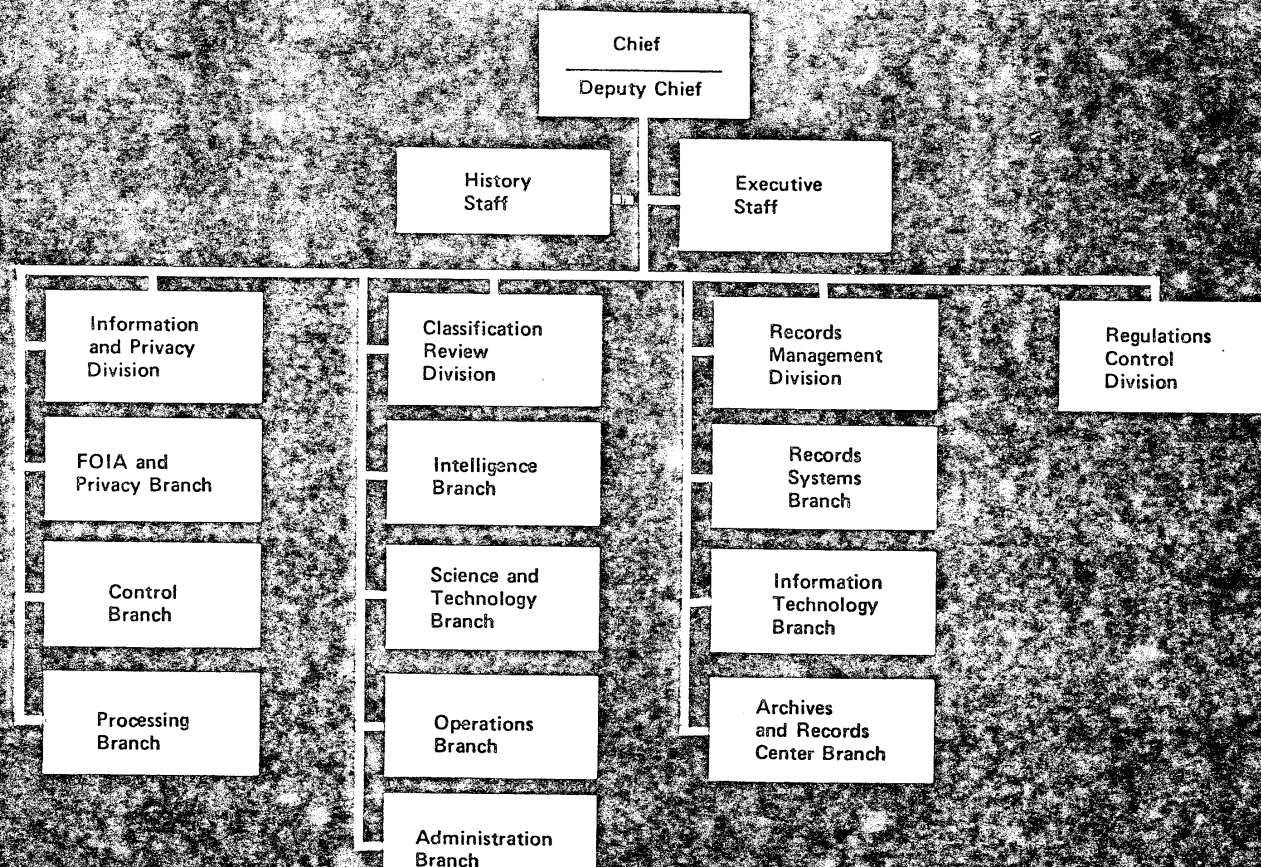 Chief
Deputy Chief
History
Staff
Executive
Staff
Information
and Privacy
Division
Classification
Review
Division
Records
Management
Division
Regulations
Control
Division
FOIA and
Privacy Branch
Intelligence
Branch
Records
Systems
Branch
Control
Branch
Science and
Technology
Branch
Information
Technology
Branch
Processing
Branch
Operations
Branch
Archives
and Records
Center Branch
Administration
Branch